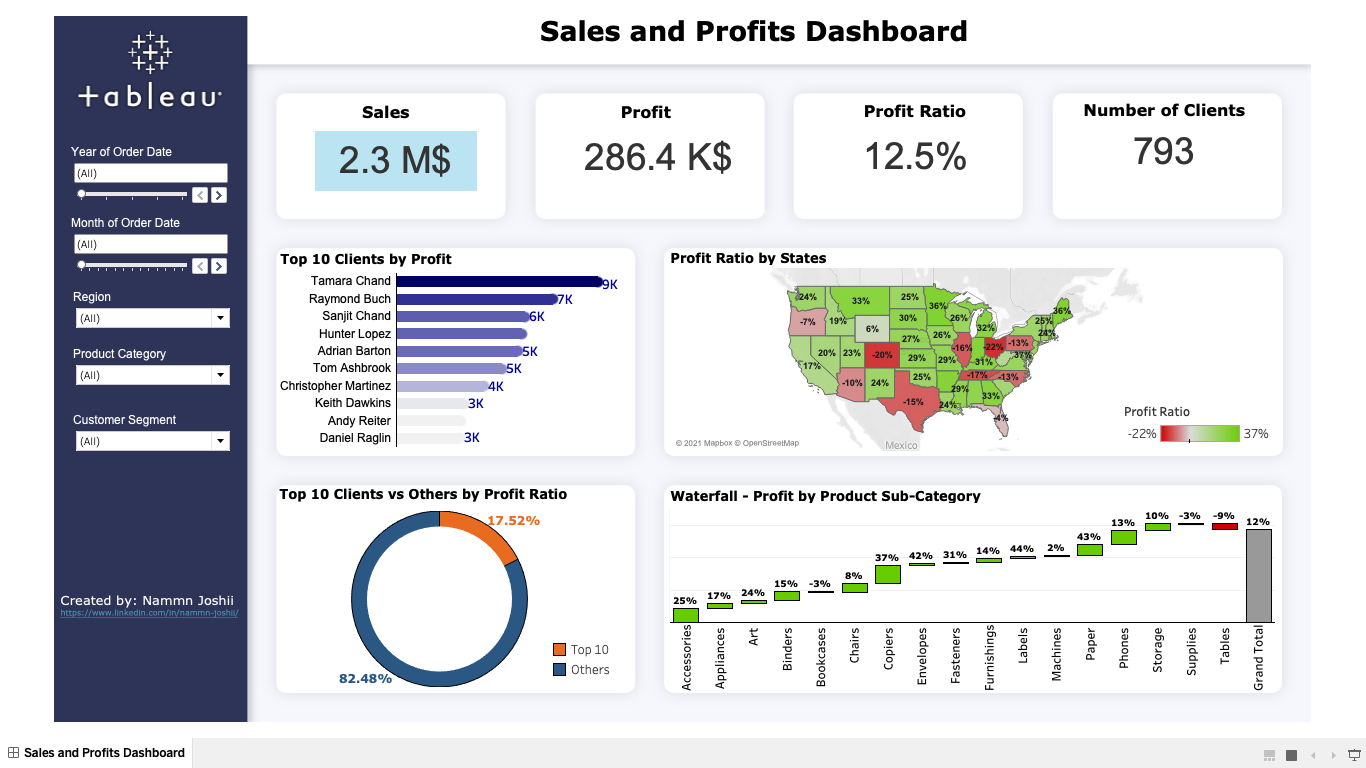 Sales and Profits Dashboard
+ableau
Year of Order Date
(All)
Month of Order Date
(All)
Region
(All)
Product Category
(All)
Customer Segment
(All)
Created by: Nammn Joshii
https://www.linkedin.com/in/nammn-joshii/
Sales
2.3 M$
Profit
286.4 K$
Profit Ratio
12.5%
Number of Clients
793
Top 10 Clients by Profit
Tamara Chand 9K
Raymond Buch 7K
Sanjit Chand 6K
Hunter Lopez
Adrian Barton 5K
Tom Ashbrook 5K
Christopher Martinez 4K
Keith Dawkins 3K
Andy Reiter
Daniel Raglin 3K
Profit Ratio by States
24% 33% 25% 36% 26% 32% 25% 36%
-7% 19% 6% 30% 24%
20% 23% -20% 27% 26% -16% -22% -13%
17% 29% 29% 31% 37%
-10% 24% 25% -17% -13%
-15% 29% 33%
24% -4%
© 2021 Mapbox © OpenStreetMap
Mexico
Profit Ratio
-22% 37%
Top 10 Clients vs Others by Profit Ratio
17.52%
82.48%
Top 10
Others
Waterfall - Profit by Product Sub-Category
25% 17% 24% 15% -3% 8% 37% 42% 31% 14% 44% 2% 43% 13% 10% -3% -9% 12%
Accessories
Appliances
Art
Binders
Bookcases
Chairs
Copiers
Envelopes
Fasteners
Furnishings
Labels
Machines
Paper
Phones
Storage
Supplies
Tables
Grand Total
Sales and Profits Dashboard